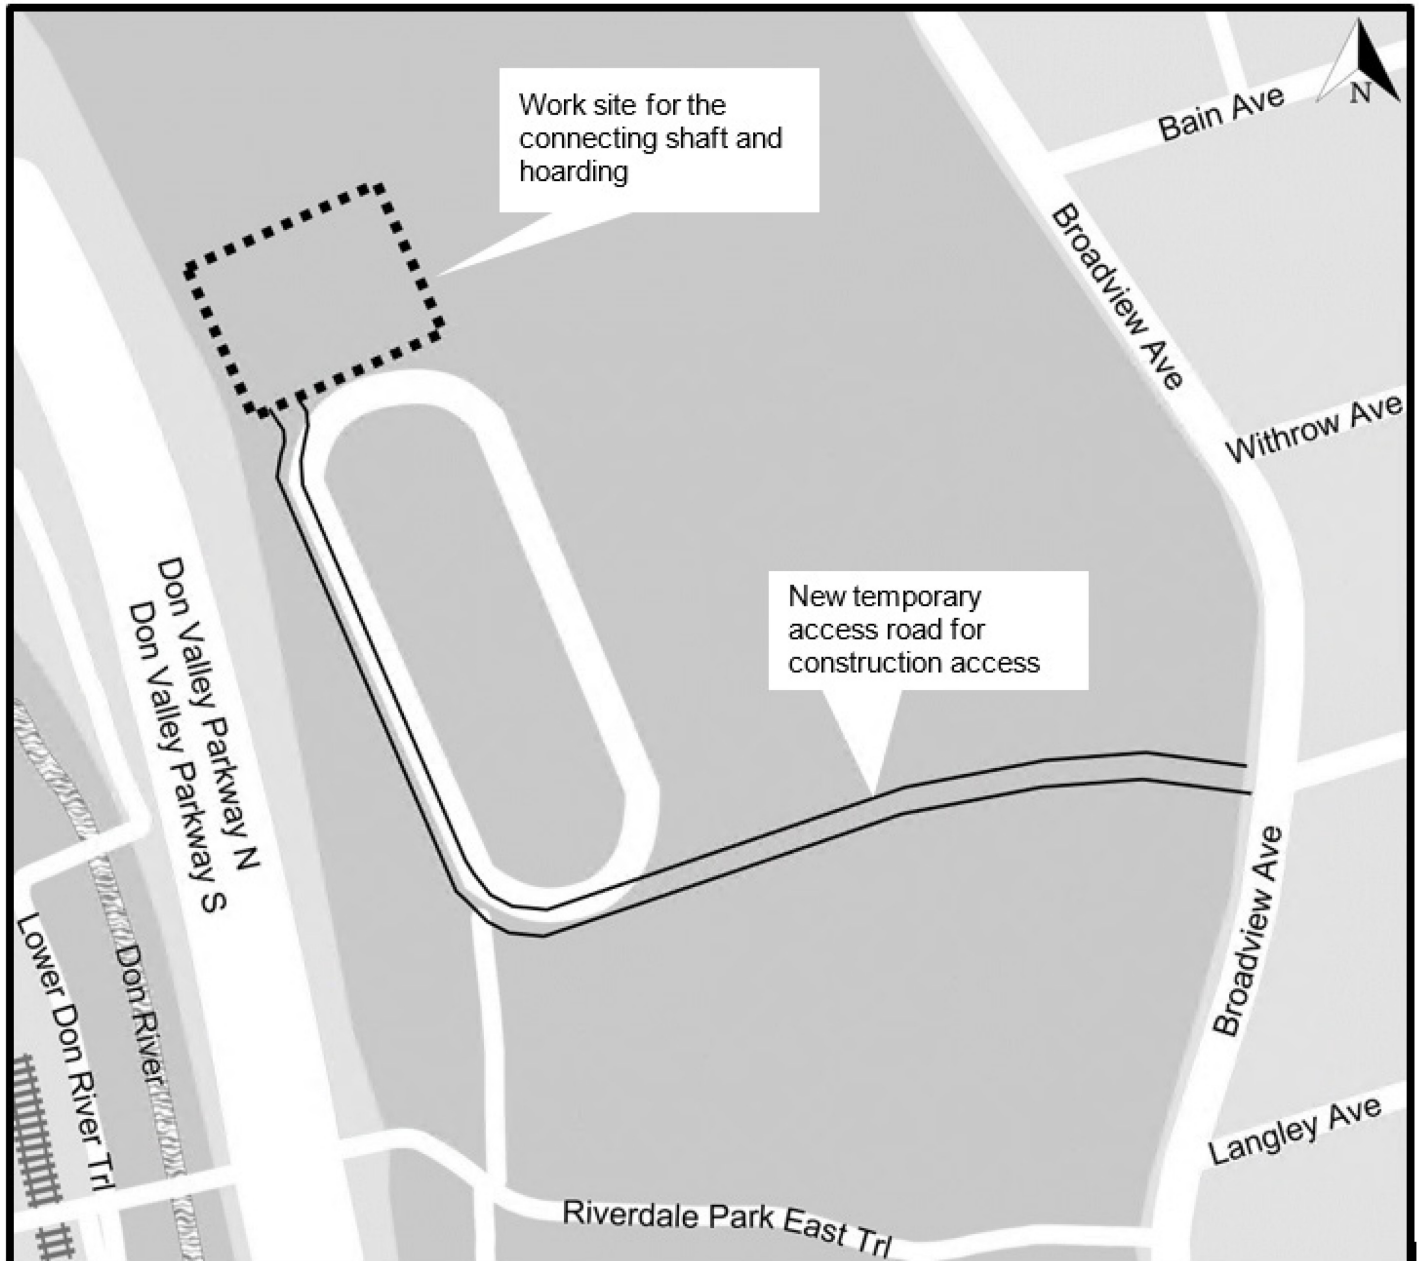 Work site for the
connecting shaft and
hoarding
N
Bain Ave
Broadview Ave
Withrow Ave
New temporary
access road for
construction access
Don Valley Parkway N
Don Valley Parkway S
Broadview Ave
Lower Don River Trl
Don River
Langley Ave
Riverdale Park East Trl